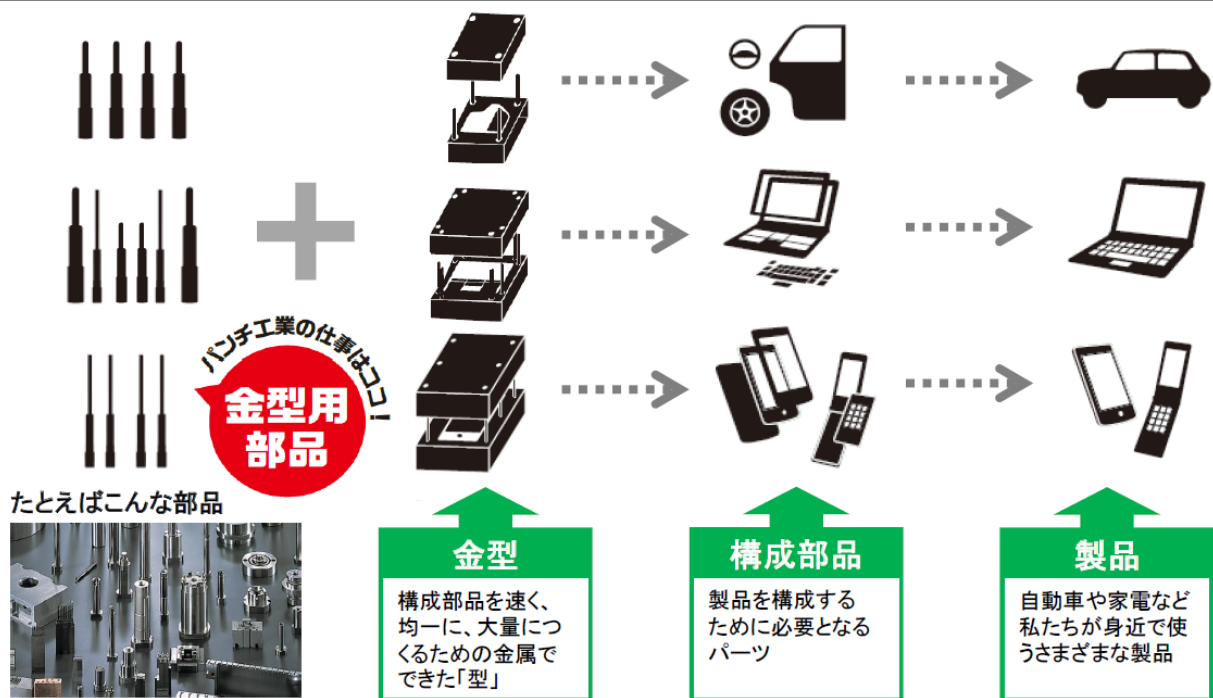 パンチ工業の仕事はココ!
金型用
部品
たとえばこんな部品
金型
構成部品を速く、
均一に、大量につ
くるための金属で
できた「型」
構成部品
製品を構成する
ために必要となる
パーツ
製品
自動車や家電など
私たちが身近で使
うさまざまな製品